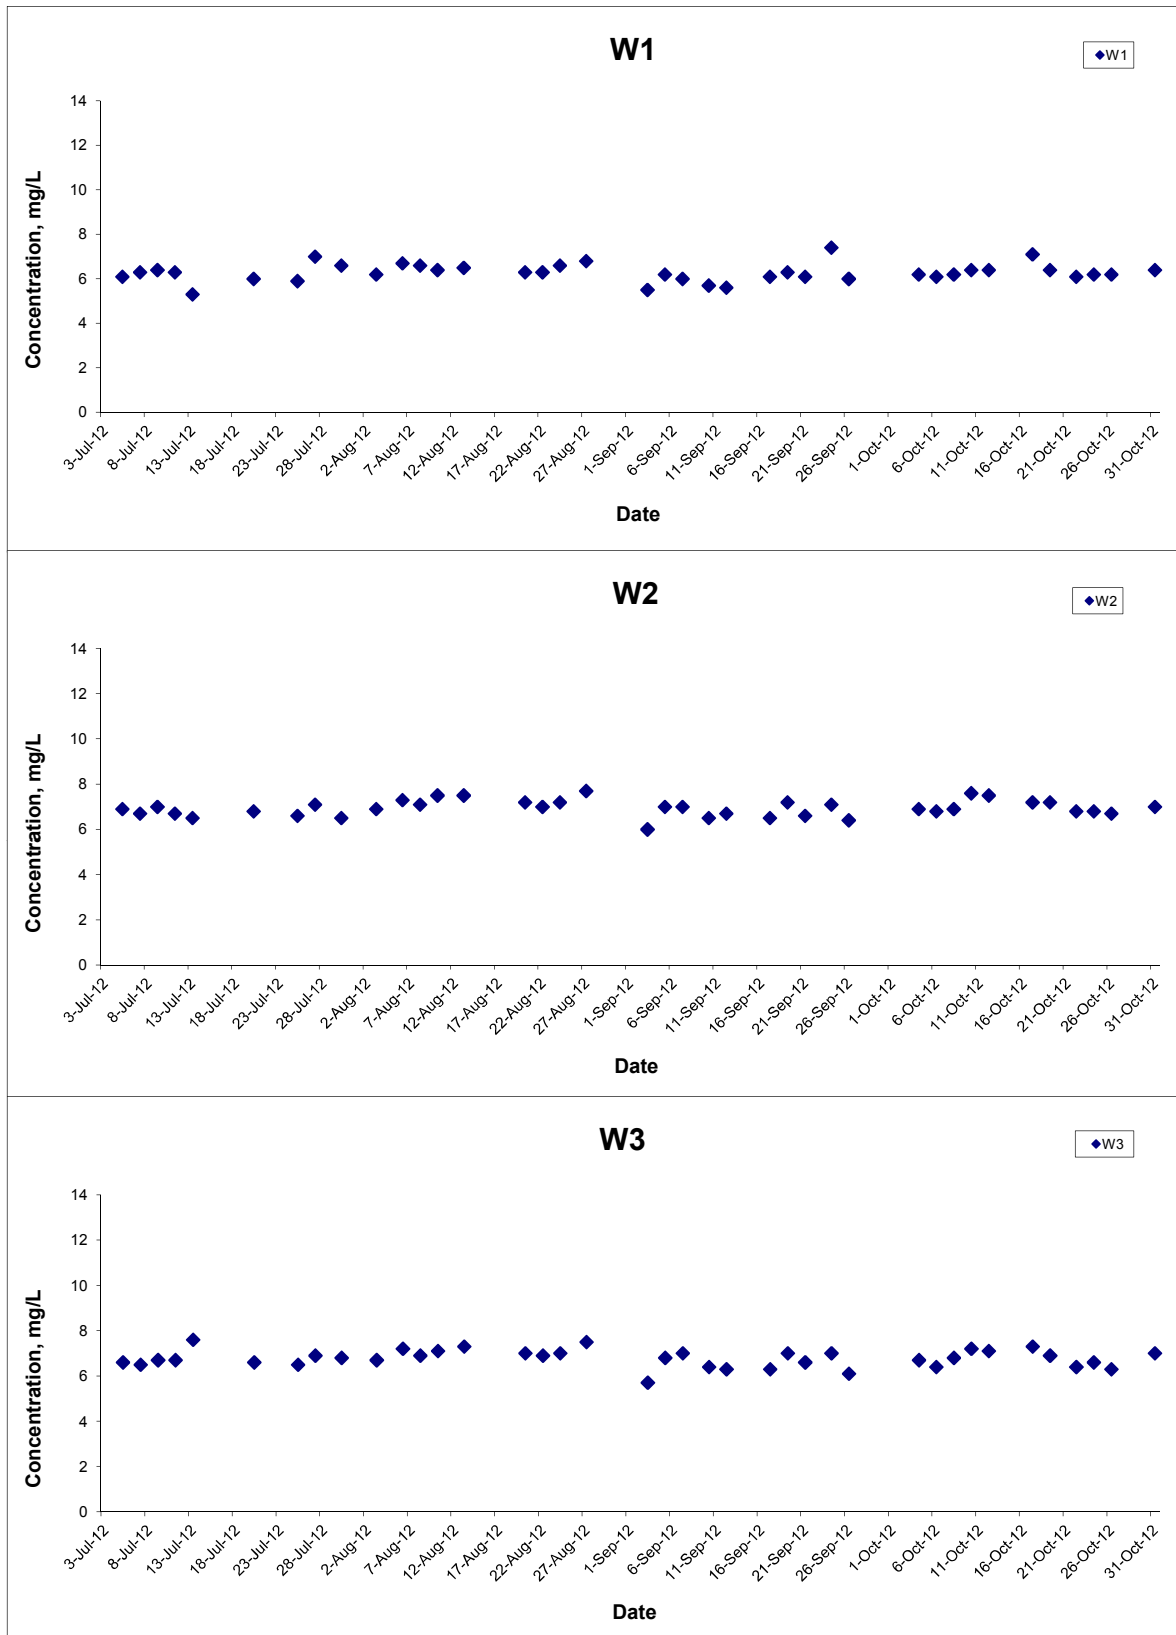 W1
W1
14
12
10
8
6
4
2
0
Concentration, mg/L
3-Jul-12
8-Jul-12
13-Jul-12
18-Jul-12
23-Jul-12
28-Jul-12
2-Aug-12
7-Aug-12
12-Aug-12
17-Aug-12
22-Aug-12
27-Aug-12
1-Sep-12
6-Sep-12
11-Sep-12
16-Sep-12
21-Sep-12
26-Sep-12
1-Oct-12
6-Oct-12
11-Oct-12
16-Oct-12
21-Oct-12
26-Oct-12
31-Oct-12
Date
W2
W2
14
12
10
8
6
4
2
0
Concentration, mg/L
3-Jul-12
8-Jul-12
13-Jul-12
18-Jul-12
23-Jul-12
28-Jul-12
2-Aug-12
7-Aug-12
12-Aug-12
17-Aug-12
22-Aug-12
27-Aug-12
1-Sep-12
6-Sep-12
11-Sep-12
16-Sep-12
21-Sep-12
26-Sep-12
1-Oct-12
6-Oct-12
11-Oct-12
16-Oct-12
21-Oct-12
26-Oct-12
31-Oct-12
Date
W3
W3
14
12
10
8
6
4
2
0
Concentration, mg/L
3-Jul-12
8-Jul-12
13-Jul-12
18-Jul-12
23-Jul-12
28-Jul-12
2-Aug-12
7-Aug-12
12-Aug-12
17-Aug-12
22-Aug-12
27-Aug-12
1-Sep-12
6-Sep-12
11-Sep-12
16-Sep-12
21-Sep-12
26-Sep-12
1-Oct-12
6-Oct-12
11-Oct-12
16-Oct-12
21-Oct-12
26-Oct-12
31-Oct-12
Date